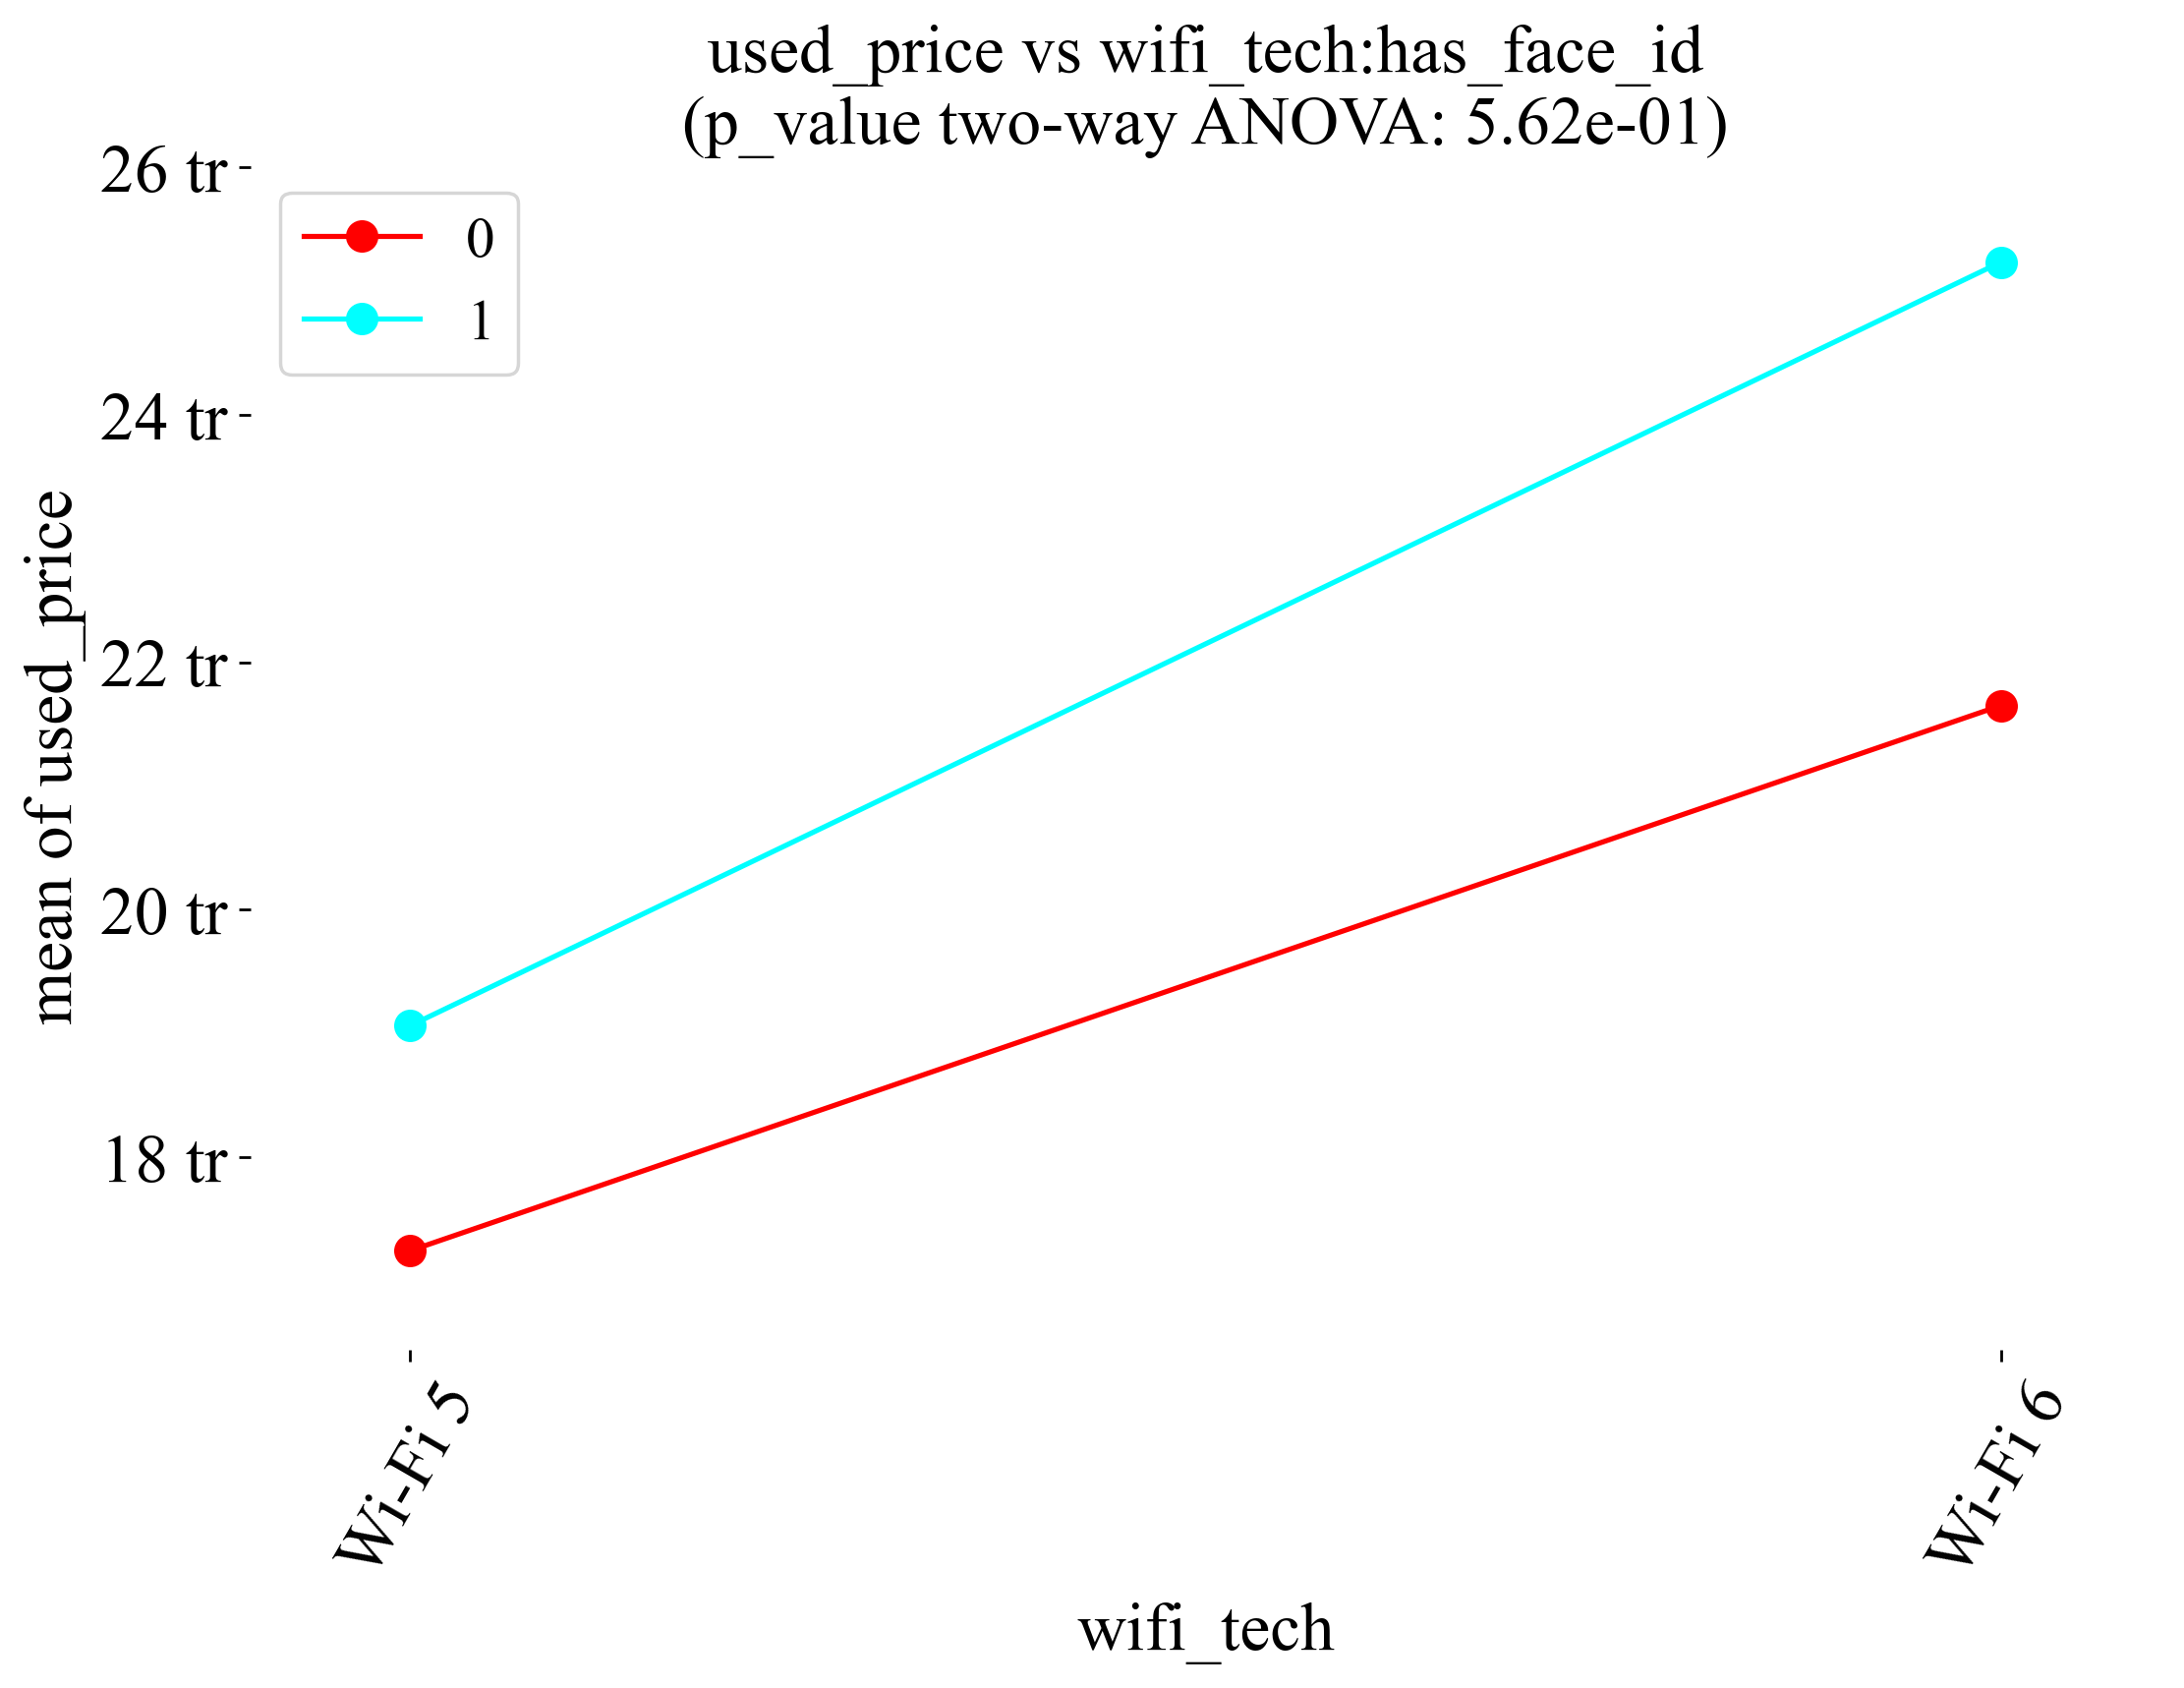 used_price vs wifi_tech:has_face_id
(p_value two-way ANOVA: 5.62e-01)
26 tr
24 tr
22 tr
20 tr
18 tr
0
1
mean of used_price
Wi-Fi 5
Wi-Fi 6
wifi_tech